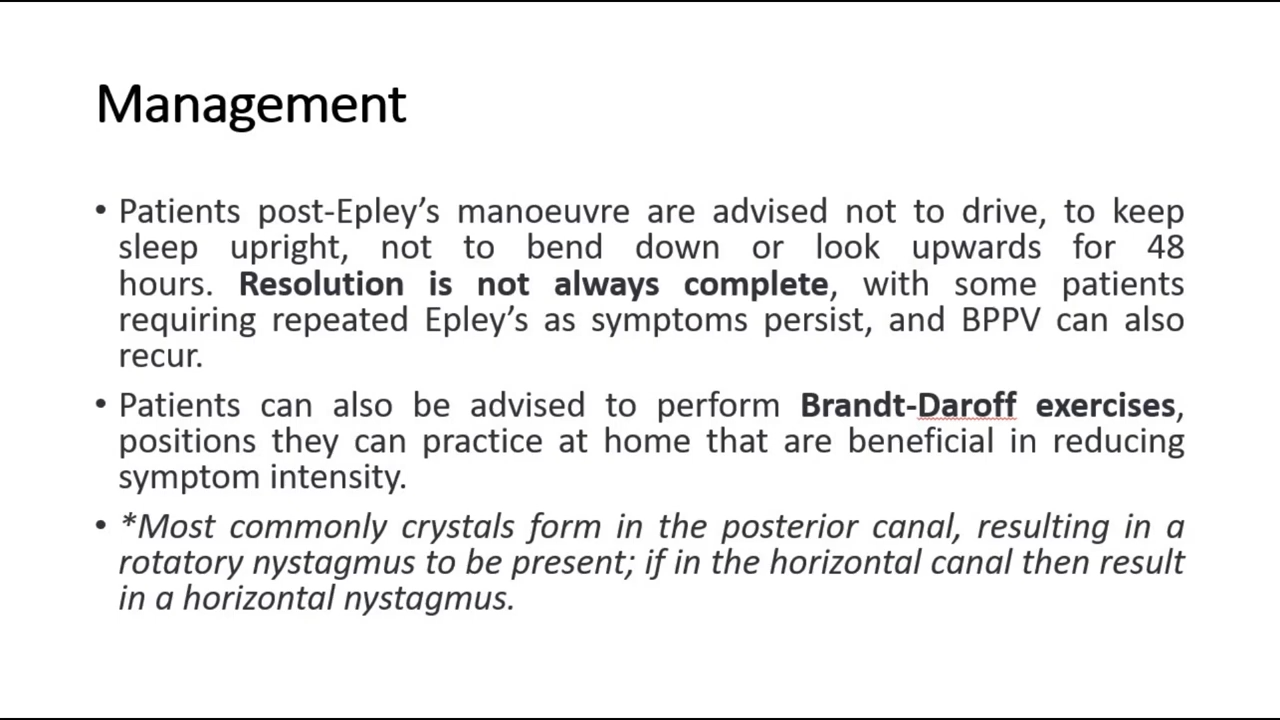 Management
• Patients post-Epley’s manoeuvre are advised not to drive, to keep
sleep upright, not to bend down or look upwards for 48
hours. Resolution is not always complete, with some patients
requiring repeated Epley’s as symptoms persist, and BPPV can also
recur.
• Patients can also be advised to perform Brandt-Daroff exercises,
positions they can practice at home that are beneficial in reducing
symptom intensity.
• *Most commonly crystals form in the posterior canal, resulting in a
rotatory nystagmus to be present; if in the horizontal canal then result
in a horizontal nystagmus.